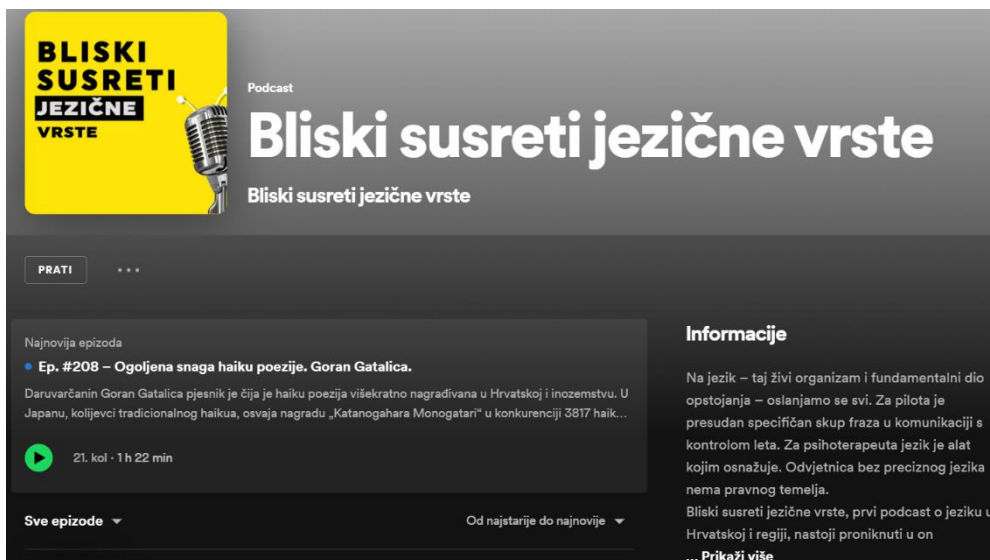 BLISKI
SUSRETI
JEZIČNE
VRSTE
Podcast
Bliski susreti jezične vrste
Bliski susreti jezične vrste
PRATI
Najnovija epizoda
Ep. #208 – Ogoljena snaga haiku poezije. Goran Gatalica.
Daruvarčanin Goran Gatalica pjesnik je čija je haiku poezija višekratno nagrađivana u Hrvatskoj i inozemstvu. U
Japanu, kolijevci tradicionalnog haikua, osvaja nagradu „Katanogahara Monogatari“ u konkurenciji 3817 haik...
21. kol · 1 h 22 min
Sve epizode
Od najstarije do najnovije
Informacije
Na jezik – taj živi organizam i fundamentalni dio
opstojanja – oslanjamo se svi. Za pilota je
presudan specifičan skup fraza u komunikaciji s
kontrolom leta. Za psihoterapeuta jezik je alat
kojim osnažuje. Odvjetnica bez preciznog jezika
nema pravnog temelja.
Bliski susreti jezične vrste, prvi podcast o jeziku u
Hrvatskoj i regiji, nastoji proniknuti u on
... Prikaži više